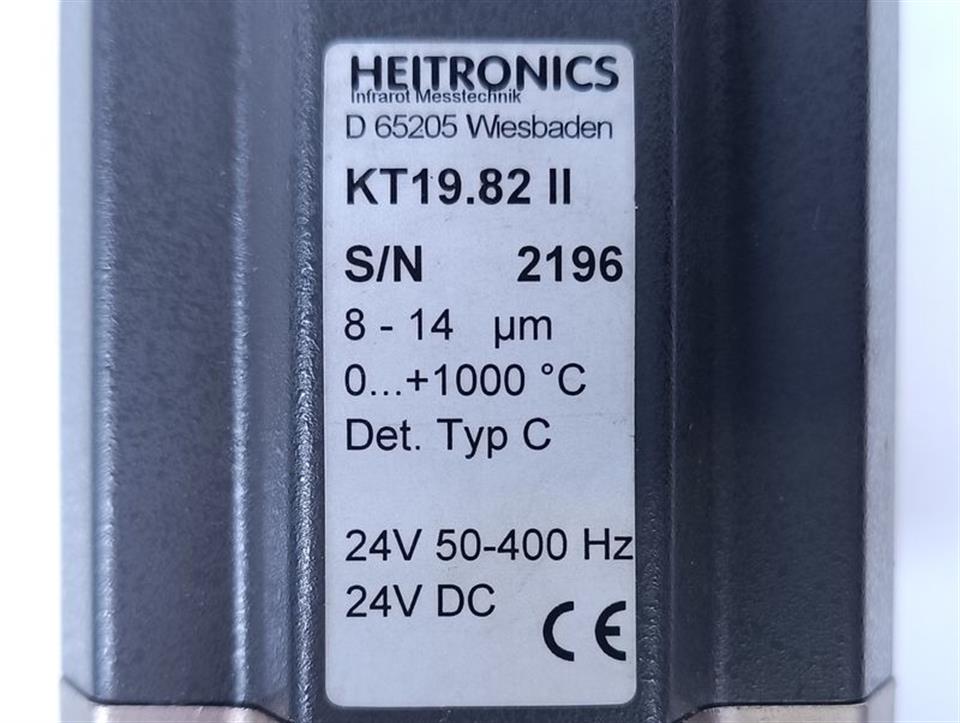 HEITRONICS
Infrarot Messtechnik
D 65205 Wiesbaden
KT19.82 II
S/N 2196
8 - 14 µm
0...+1000 °C
Det. Typ C
24V 50-400 Hz
24V DC
CE